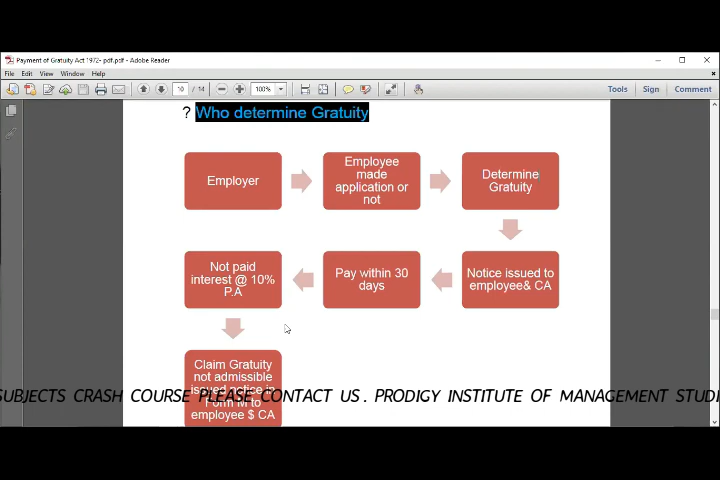 Payment of Gratuity Act 1972- pdf.pdf - Adobe Reader
File Edit View Window Help
10 / 14 100% Tools Sign Comment
? Who determine Gratuity
Employer
Employee
made
application or
not
Determine
Gratuity
Notice issued to
employee& CA
Pay within 30
days
Not paid
interest @ 10%
P.A
Claim Gratuity
not admissible
issued notice in
Form M to
employee $ CA
SUBJECTS CRASH COURSE PLEASE CONTACT US . PRODIGY INSTITUTE OF MANAGEMENT STUDI